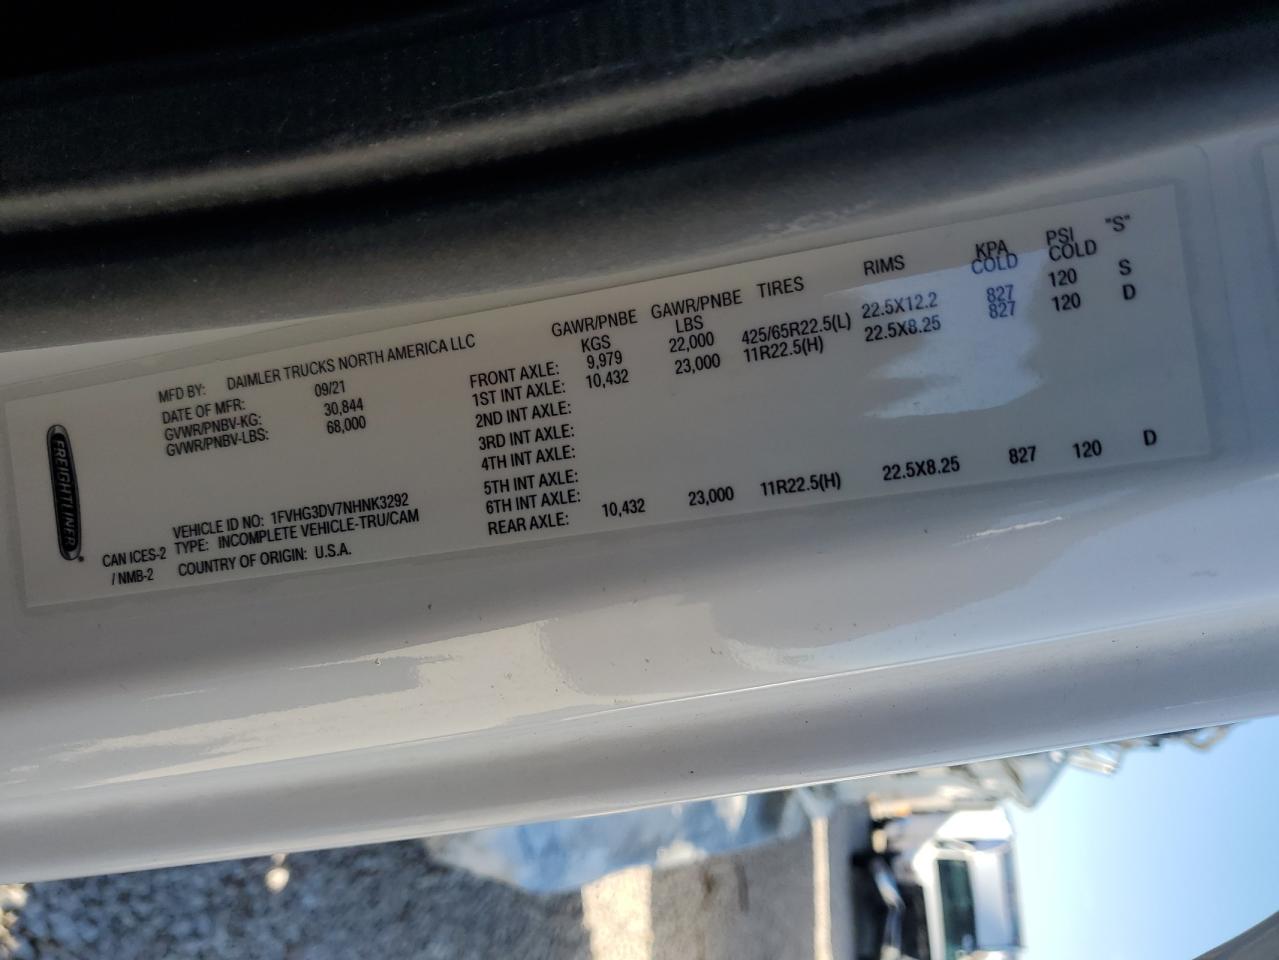 FREIGHTLINER
MFD BY: DAIMLER TRUCKS NORTH AMERICA LLC
DATE OF MFR: 09/21
GVWR/PNBV-KG: 30,844
GVWR/PNBV-LBS: 68,000
VEHICLE ID NO: 1FVHG3DV7NHNK3292
CAN ICES-2 TYPE: INCOMPLETE VEHICLE-TRU/CAM
/ NMB-2 COUNTRY OF ORIGIN: U.S.A.
GAWR/PNBE GAWR/PNBE TIRES RIMS KPA PSI "S"
KGS LBS COLD COLD
FRONT AXLE: 9,979 22,000 425/65R22.5(L) 22.5X12.2 827 120 S
1ST INT AXLE: 10,432 23,000 11R22.5(H) 22.5X8.25 827 120 D
2ND INT AXLE:
3RD INT AXLE:
4TH INT AXLE:
5TH INT AXLE:
6TH INT AXLE:
REAR AXLE: 10,432 23,000 11R22.5(H) 22.5X8.25 827 120 D